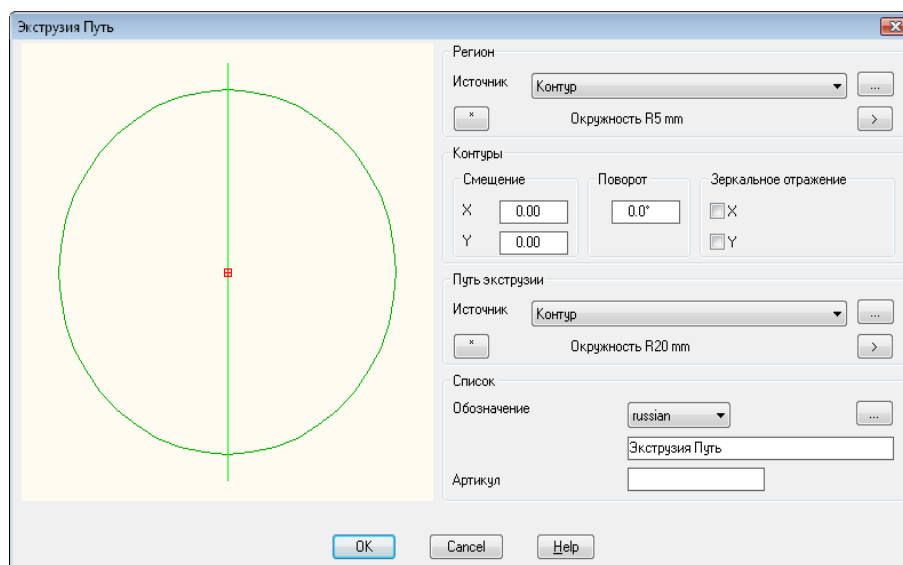 Экструзия Путь
Регион
Источник Контур ...
* Окружность R5 mm >
Контуры
Смещение Поворот Зеркальное отражение
X 0.00 0.0° X
Y 0.00 Y
Путь экструзии
Источник Контур ...
* Окружность R20 mm >
Список
Обозначение russian ...
Экструзия Путь
Артикул
OK Cancel Help